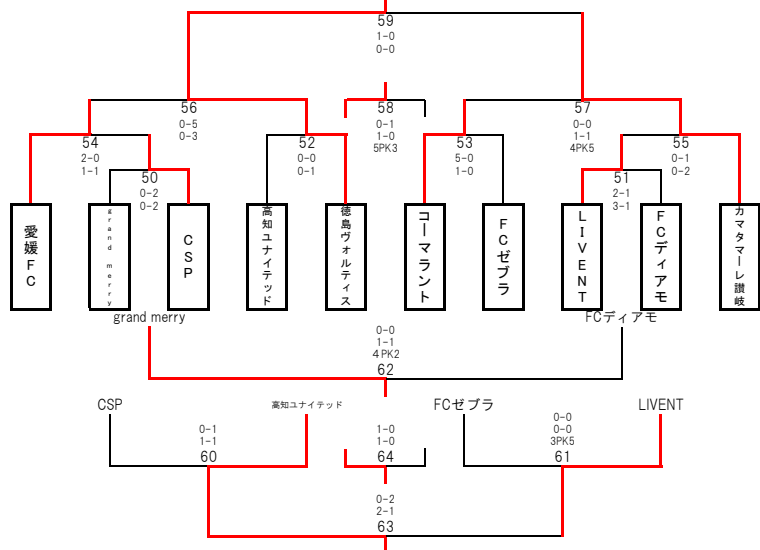 59
1-0
0-0
56
0-5
0-3
58
0-1
1-0
5PK3
57
0-0
1-1
4PK5
54
2-0
1-1
52
0-0
0-1
53
5-0
1-0
55
0-1
0-2
50
0-2
0-2
51
2-1
3-1
愛媛FC
grand merry
CSP
高知ユナイテッド
徳島ヴォルティス
コーマラント
FCゼブラ
LIVENT
FCディアモ
カマタマーレ讃岐
grand merry
FCディアモ
0-0
1-1
4PK2
62
CSP
高知ユナイテッド
FCゼブラ
LIVENT
0-1
1-1
60
1-0
1-0
64
0-0
0-0
3PK5
61
0-2
2-1
63